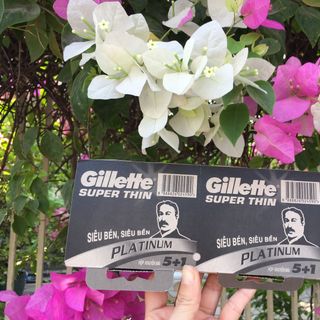 Gillette
SUPER THIN
SIÊU BÉN, SIÊU BỀN
PLATINUM
5+1
Gillette
SUPER THIN
SIÊU BÉN, SIÊU BỀN
PLATINUM
5+1